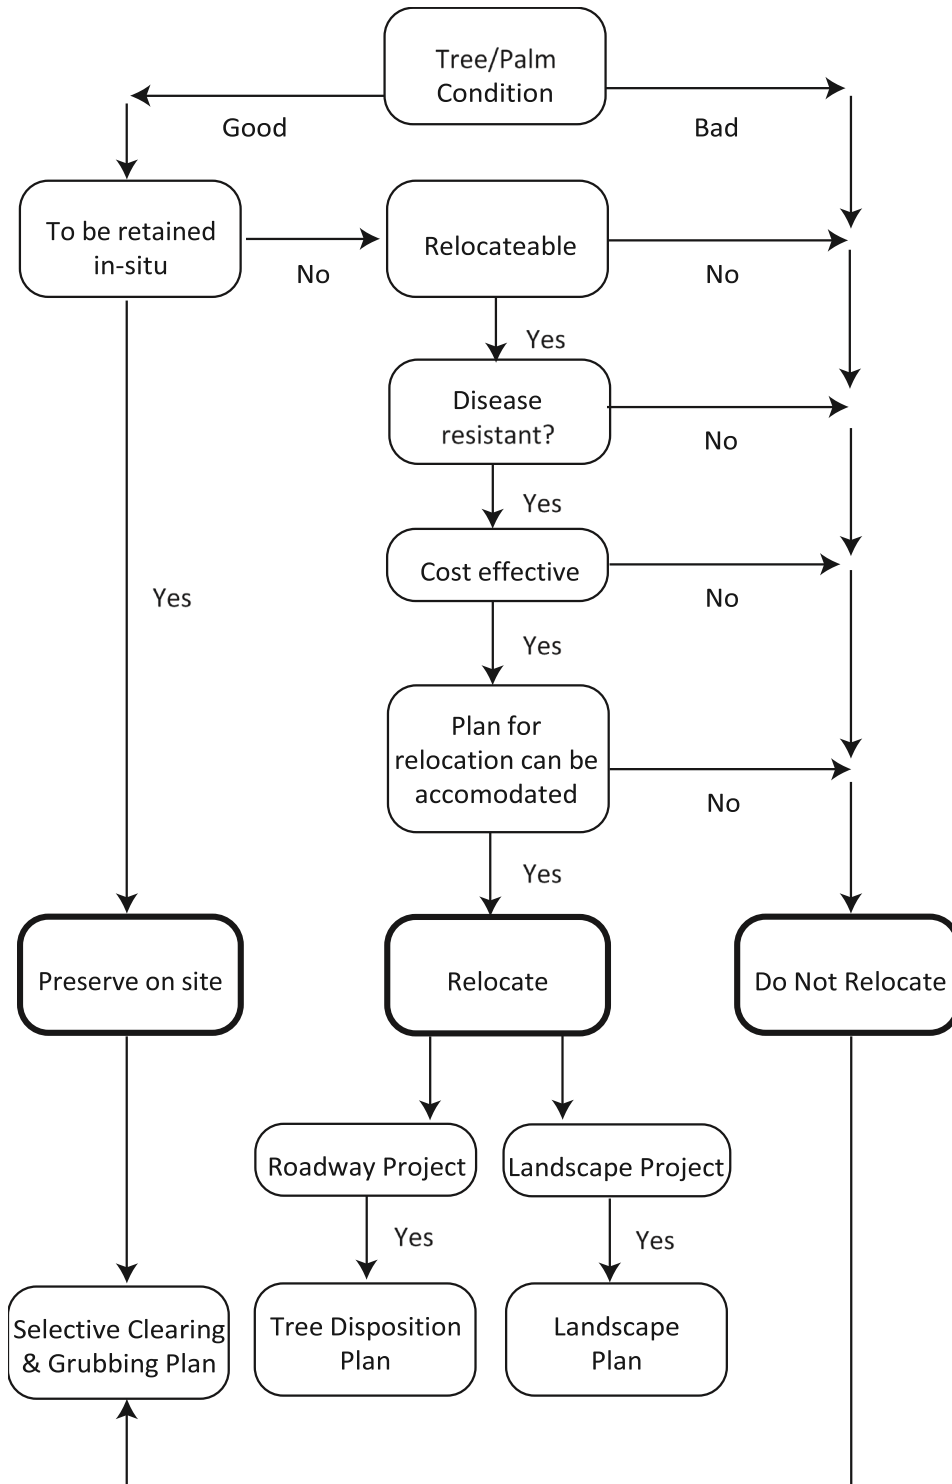 Tree/Palm
Condition
Good
Bad
To be retained
in-situ
No
Relocateable
No
Yes
Disease
resistant?
No
Yes
Cost effective
No
Yes
Yes
Plan for
relocation can be
accomodated
No
Yes
Preserve on site
Relocate
Do Not Relocate
Roadway Project
Landscape Project
Yes
Yes
Selective Clearing
& Grubbing Plan
Tree Disposition
Plan
Landscape
Plan